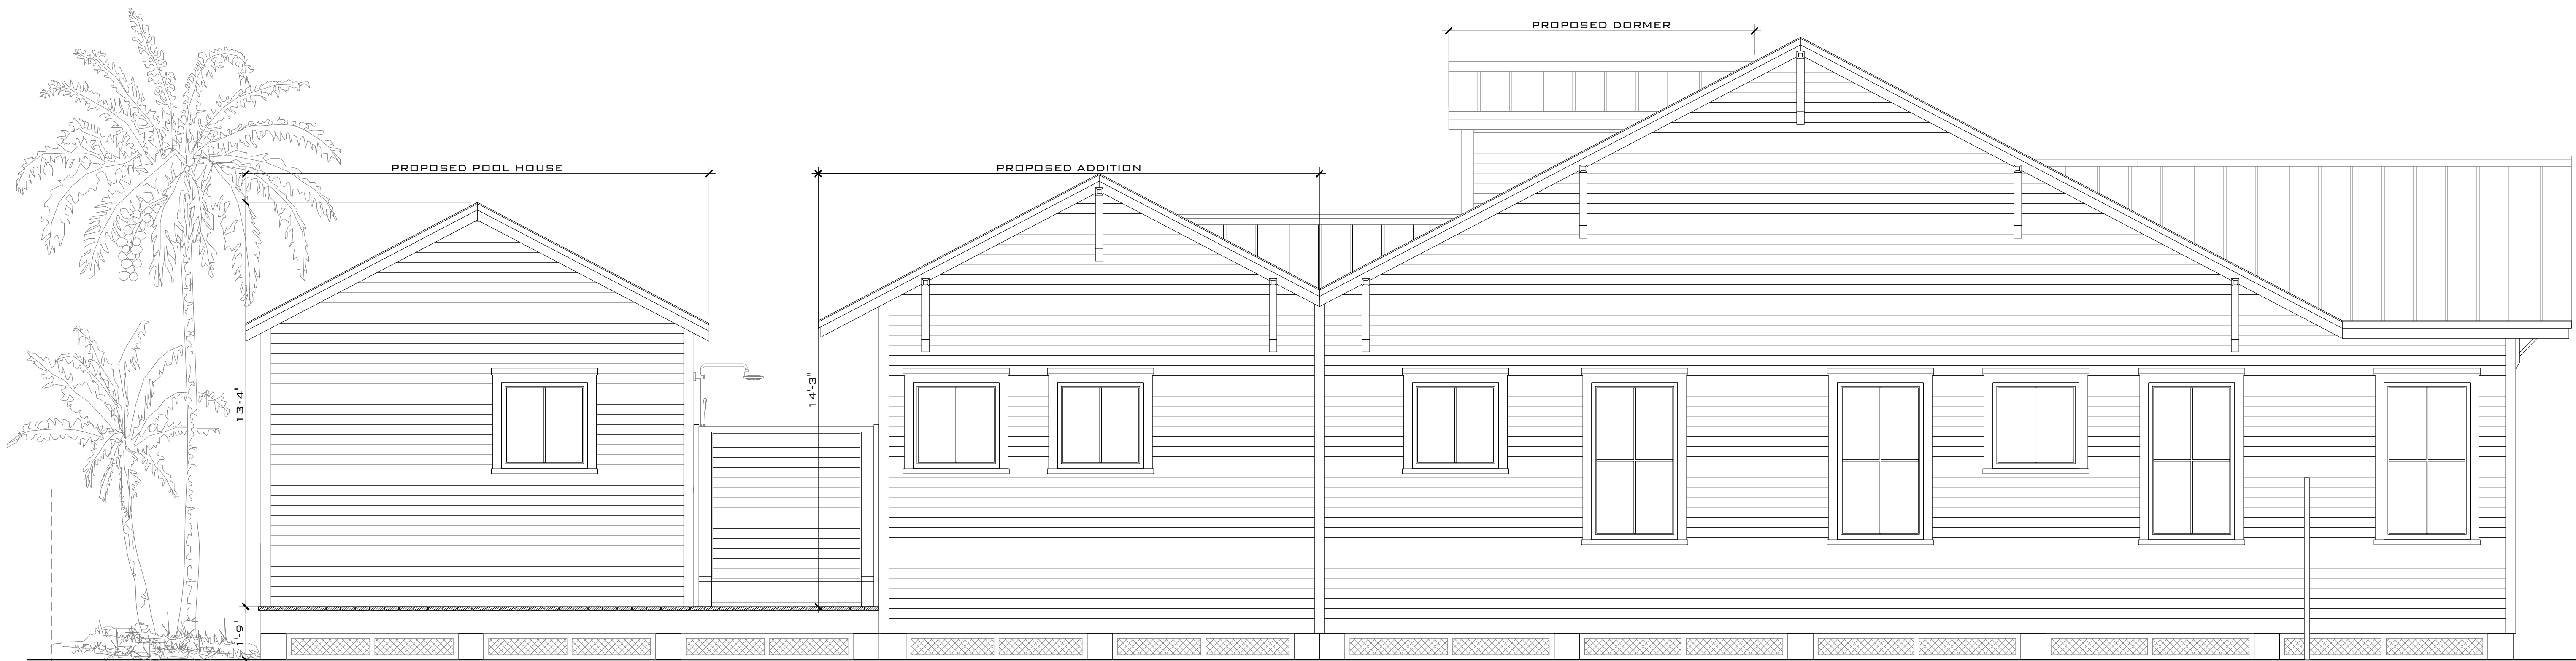 PROPOSED DORMER
PROPOSED POOL HOUSE
PROPOSED ADDITION
13'-4"
14'-3"
1'-9"